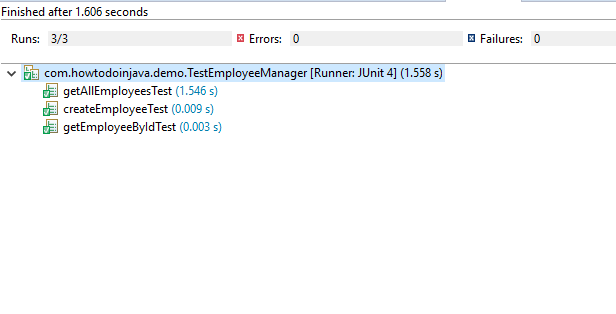 Finished after 1.606 seconds
Runs: 3/3 Errors: 0 Failures: 0
com.howtodoinjava.demo.TestEmployeeManager [Runner: JUnit 4] (1.558 s)
getAllEmployeesTest (1.546 s)
createEmployeeTest (0.009 s)
getEmployeeByIdTest (0.003 s)